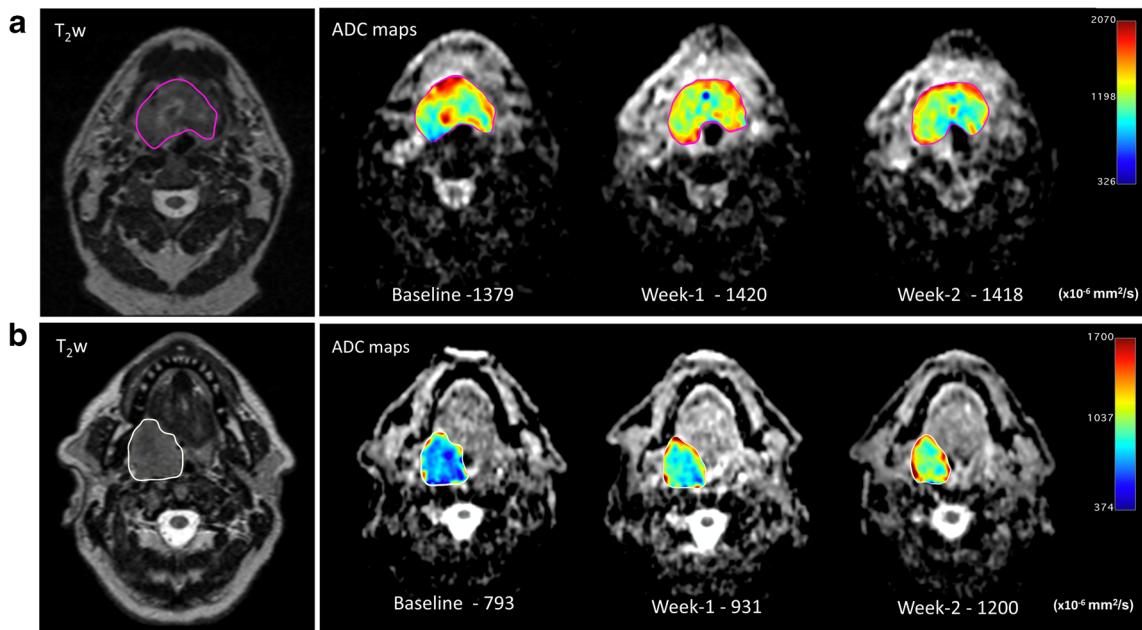 a
T₂w
ADC maps
2070
1198
326
Baseline -1379
Week-1 - 1420
Week-2 - 1418
(x10⁻⁶ mm²/s)
b
T₂w
ADC maps
1700
1037
374
Baseline - 793
Week-1 - 931
Week-2 - 1200
(x10⁻⁶ mm²/s)